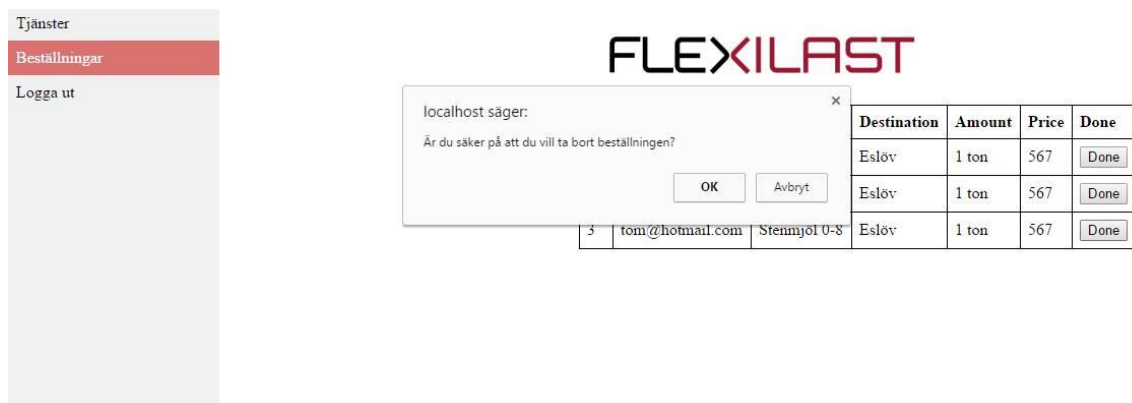 Tjänster
Beställningar
Logga ut
FLEXILAST
localhost säger:
Är du säker på att du vill ta bort beställningen?
OK Avbryt
Destination Amount Price Done
Eslöv 1 ton 567 Done
Eslöv 1 ton 567 Done
3 tom@hotmail.com Stenmjöl 0-8 Eslöv 1 ton 567 Done